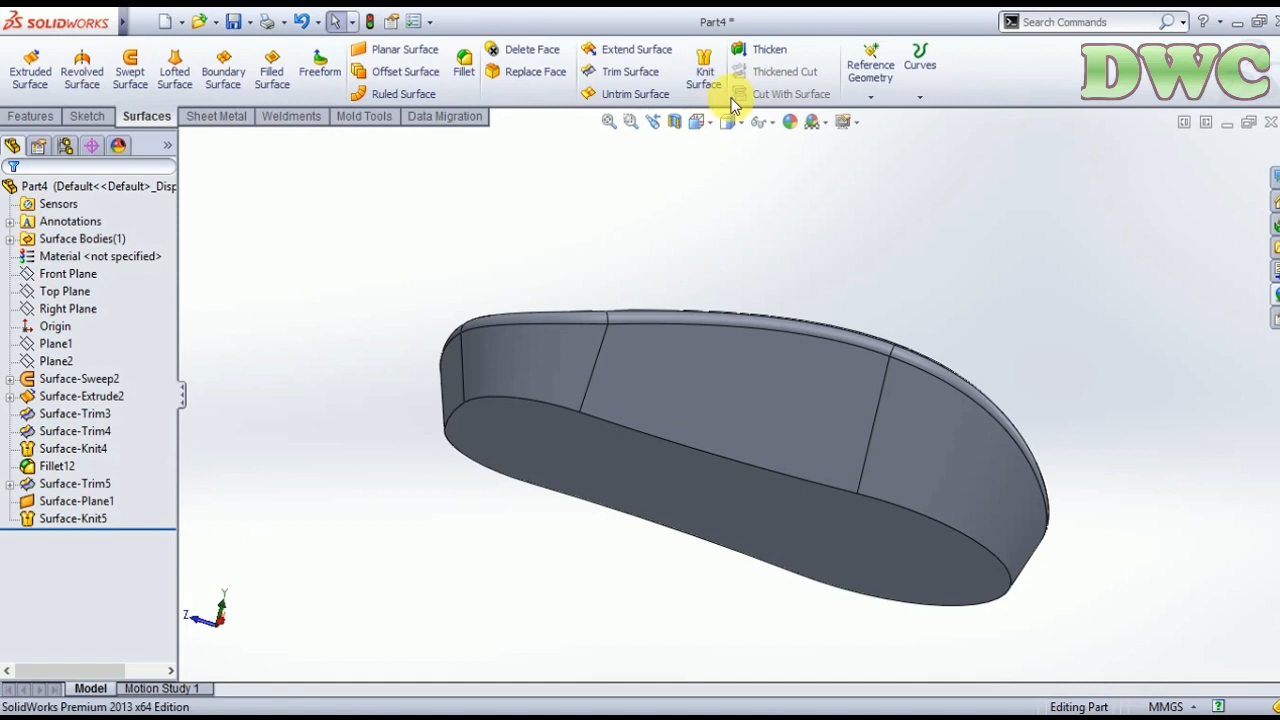 SOLIDWORKS
Part4 *
Search Commands
?
Extruded Surface
Revolved Surface
Swept Surface
Lofted Surface
Boundary Surface
Filled Surface
Freeform
Planar Surface
Offset Surface
Ruled Surface
Fillet
Delete Face
Replace Face
Extend Surface
Trim Surface
Untrim Surface
Knit Surface
Thicken
Thickened Cut
Cut With Surface
Reference Geometry
Curves
DWC
Features
Sketch
Surfaces
Sheet Metal
Weldments
Mold Tools
Data Migration
»
Part4 (Default<<Default>_Disp
Sensors
Annotations
Surface Bodies(1)
Material <not specified>
Front Plane
Top Plane
Right Plane
Origin
Plane1
Plane2
Surface-Sweep2
Surface-Extrude2
Surface-Trim3
Surface-Trim4
Surface-Knit4
Fillet12
Surface-Trim5
Surface-Plane1
Surface-Knit5
Y
Z
Model
Motion Study 1
SolidWorks Premium 2013 x64 Edition
Editing Part
MMGS
?